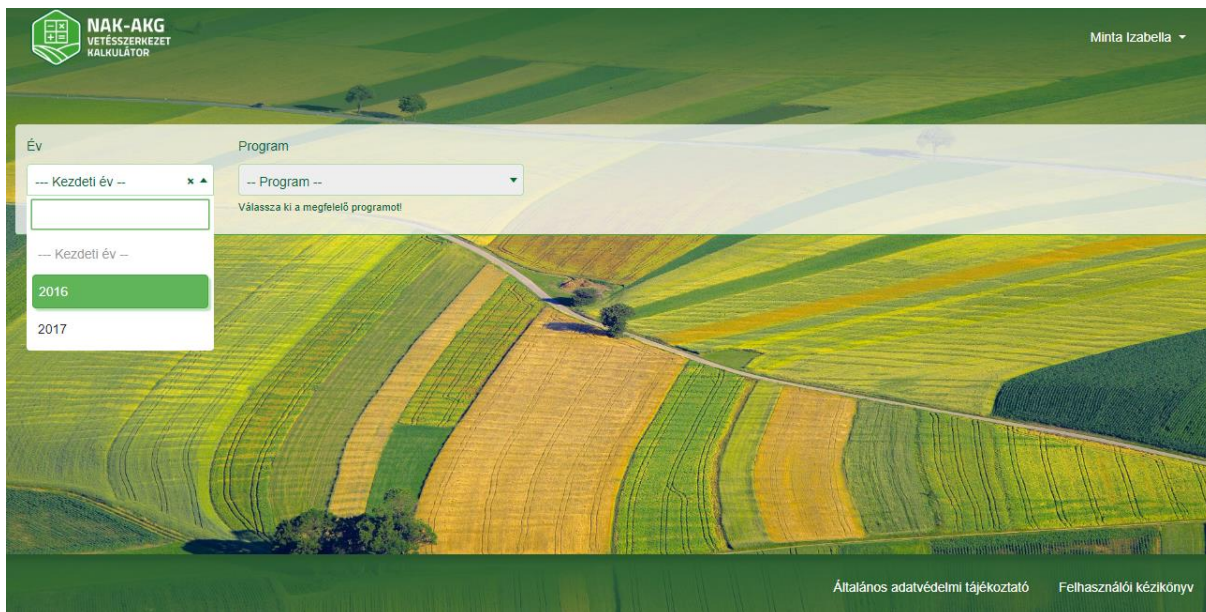 NAK-AKG
VETÉSSZERKEZET
KALKULÁTOR
Minta Izabella
Év
Program
--- Kezdeti év --
-- Program --
Válassza ki a megfelelő programot!
--- Kezdeti év --
2016
2017
Általános adatvédelmi tájékoztató
Felhasználói kézikönyv